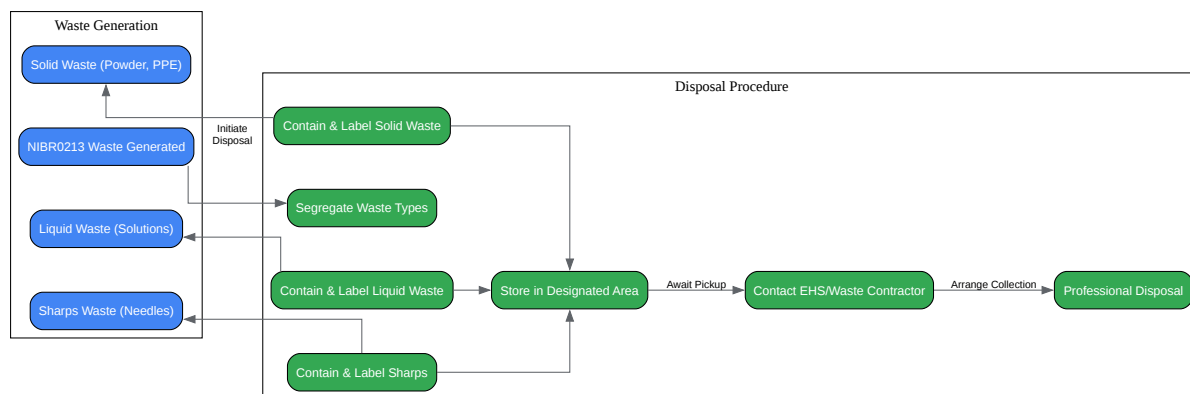 Waste Generation
Solid Waste (Powder, PPE)
NIBR0213 Waste Generated
Liquid Waste (Solutions)
Sharps Waste (Needles)
Initiate
Disposal
Disposal Procedure
Contain & Label Solid Waste
Segregate Waste Types
Contain & Label Liquid Waste
Store in Designated Area
Await Pickup
Contact EHS/Waste Contractor
Arrange Collection
Professional Disposal
Contain & Label Sharps